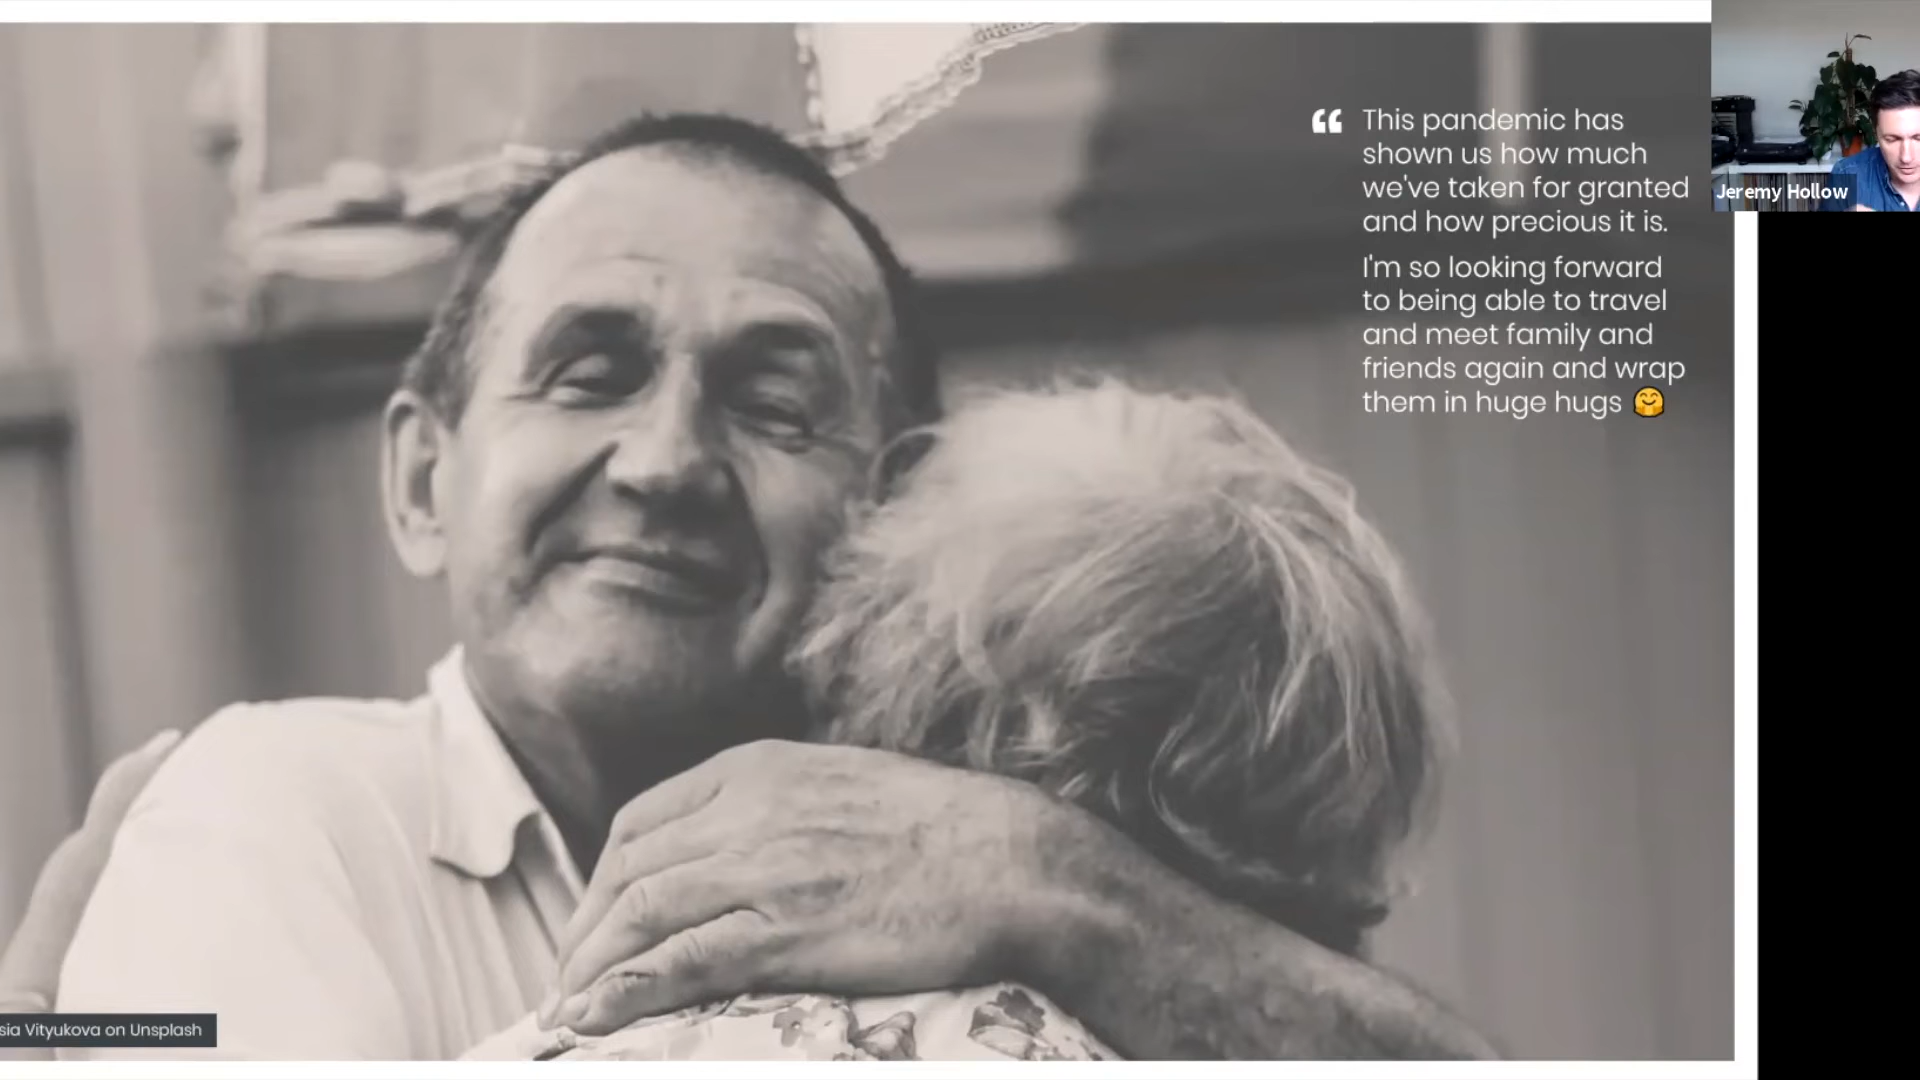 “ This pandemic has
shown us how much
we've taken for granted
and how precious it is.
I'm so looking forward
to being able to travel
and meet family and
friends again and wrap
them in huge hugs 🤗
Jeremy Hollow
Vityukova on Unsplash